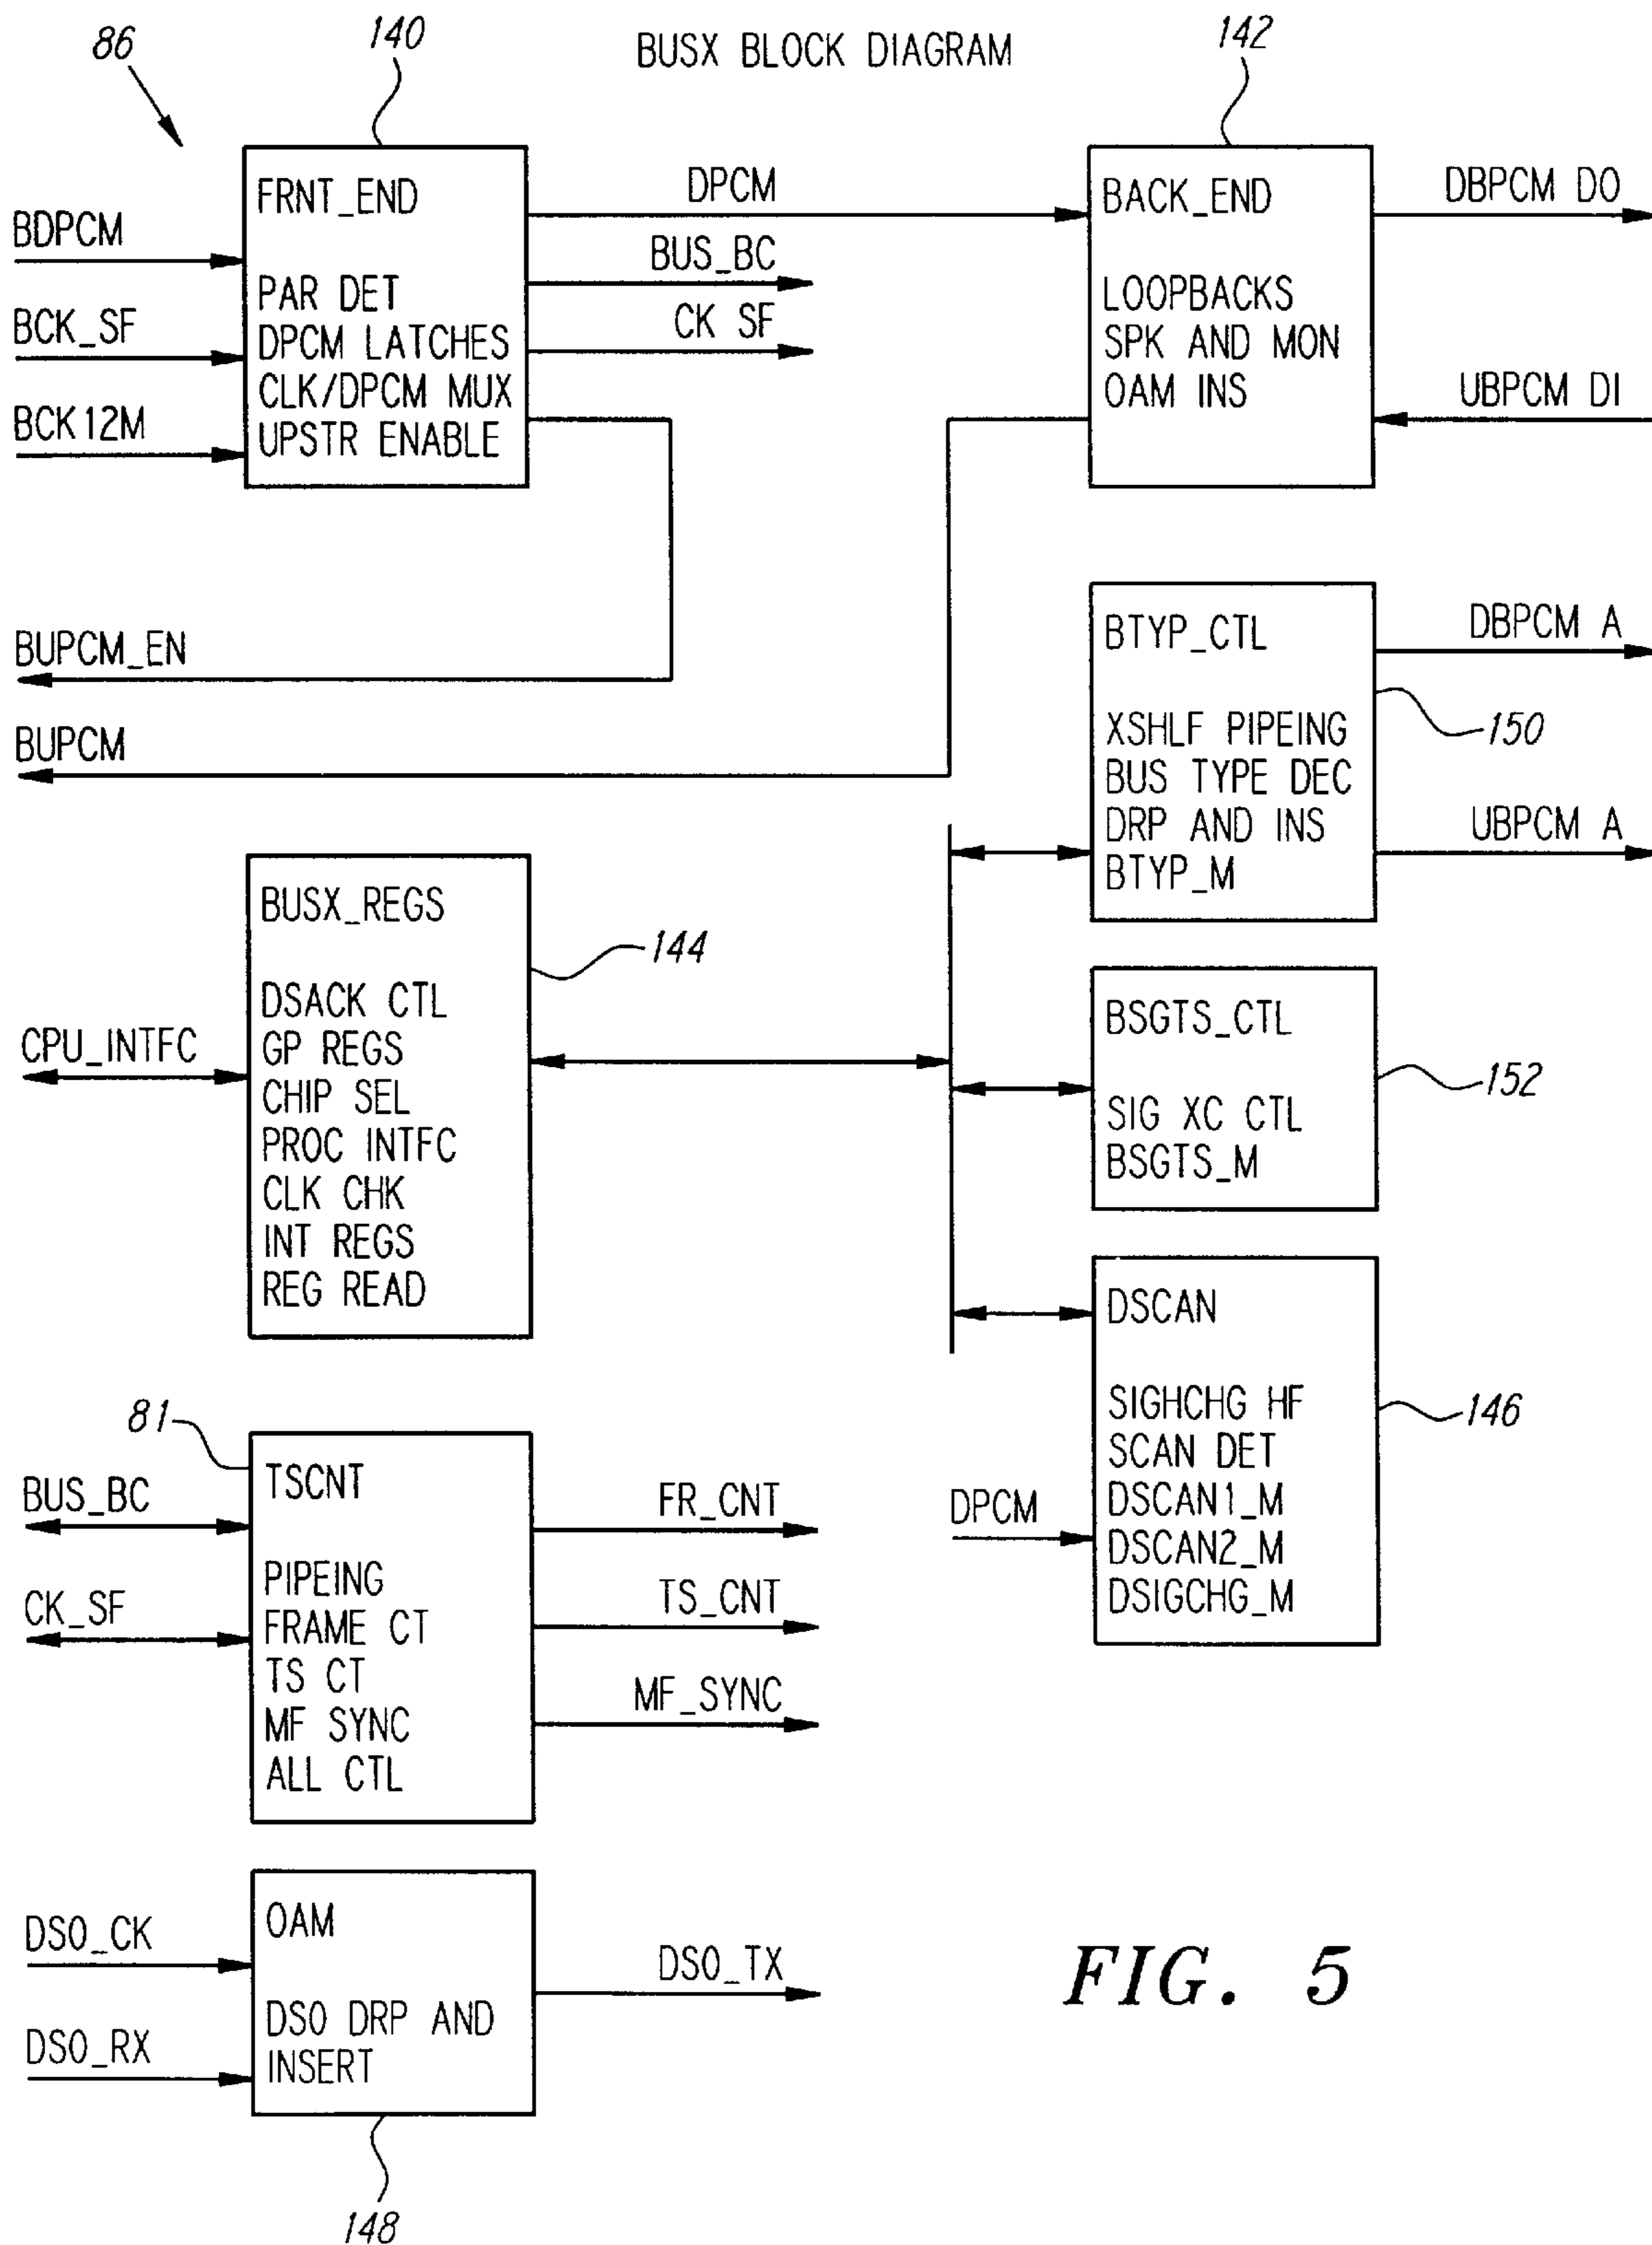 BUSX BLOCK DIAGRAM
86
140
142
FRNT_END
PAR DET
DPCM LATCHES
CLK/DPCM MUX
UPSTR ENABLE
BDPCM
BCK_SF
BCK12M
DPCM
BUS_BC
CK SF
BACK_END
LOOPBACKS
SPK AND MON
OAM INS
DBPCM DO
UBPCM DI
BUPCM_EN
BUPCM
BTYP_CTL
XSHLF PIPEING
BUS TYPE DEC
DRP AND INS
BTYP_M
DBPCM A
150
UBPCM A
BUSX_REGS
DSACK CTL
GP REGS
CHIP SEL
PROC INTFC
CLK CHK
INT REGS
REG READ
144
CPU_INTFC
BSGTS_CTL
SIG XC CTL
BSGTS_M
152
DSCAN
SIGHCHG HF
SCAN DET
DSCAN1_M
DSCAN2_M
DSIGCHG_M
146
DPCM
81
TSCNT
PIPEING
FRAME CT
TS CT
MF SYNC
ALL CTL
BUS_BC
CK_SF
FR_CNT
TS_CNT
MF_SYNC
OAM
DS0 DRP AND
INSERT
DS0_CK
DS0_RX
DS0_TX
148
FIG. 5